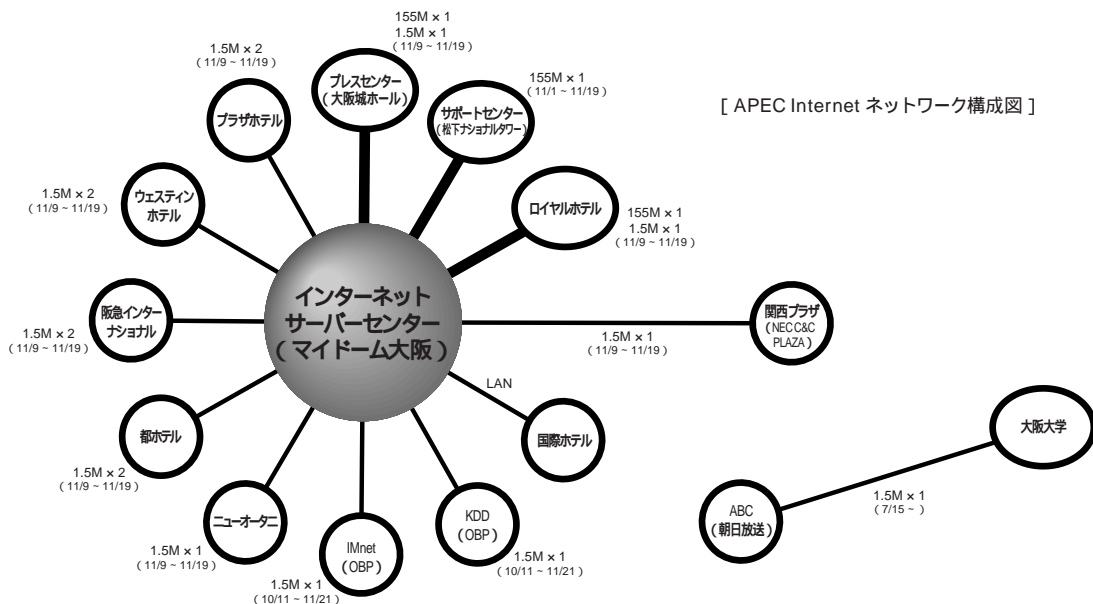 [ APEC Internet ネットワーク構成図 ]
155M × 1
1.5M × 1
( 11/9 ~ 11/19 )
プレスセンター
( 大阪城ホール )
155M × 1
( 11/1 ~ 11/19 )
サポートセンター
(松下ナショナルタワー)
1.5M × 2
( 11/9 ~ 11/19 )
プラザホテル
ロイヤルホテル
155M × 1
1.5M × 1
( 11/9 ~ 11/19 )
1.5M × 2
( 11/9 ~ 11/19 )
ウェスティン
ホテル
インターネット
サーバーセンター
( マイドーム大阪 )
阪急インター
ナショナル
1.5M × 2
( 11/9 ~ 11/19 )
1.5M × 1
( 11/9 ~ 11/19 )
関西プラザ
( NEC C&C
PLAZA )
LAN
国際ホテル
都ホテル
1.5M × 2
( 11/9 ~ 11/19 )
ニューオータニ
1.5M × 1
( 11/9 ~ 11/19 )
IMnet
( OBP )
1.5M × 1
( 10/11 ~ 11/21 )
KDD
( OBP )
1.5M × 1
( 10/11 ~ 11/21 )
大阪大学
1.5M × 1
( 7/15 ~ )
ABC
( 朝日放送 )